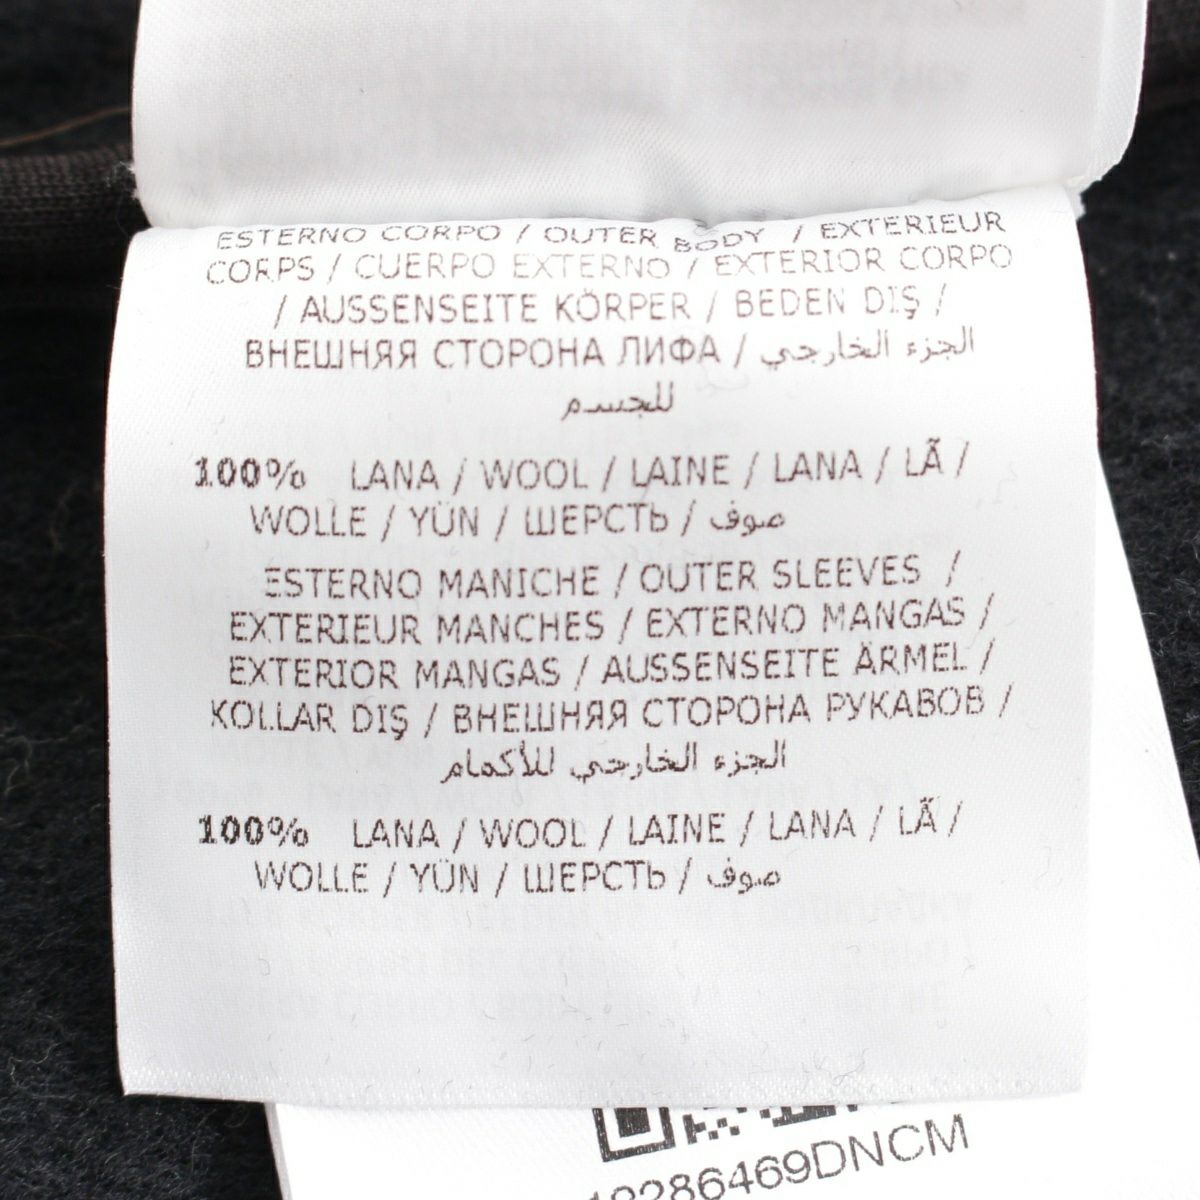 ESTERNO CORPO / OUTER BODY / EXTERIEUR
CORPS / CUERPO EXTERNO / EXTERIOR CORPO
/ AUSSENSEITE KÖRPER / BEDEN DIŞ /
ВНЕШНЯЯ СТОРОНА ЛИФА / الجزء الخارجي
للجسم
100% LANA / WOOL / LAINE / LANA / LÃ /
WOLLE / YÜN / ШЕРСТЬ / صوف
ESTERNO MANICHE / OUTER SLEEVES /
EXTERIEUR MANCHES / EXTERNO MANGAS /
EXTERIOR MANGAS / AUSSENSEITE ÄRMEL /
KOLLAR DIŞ / ВНЕШНЯЯ СТОРОНА РУКАВОВ /
الجزء الخارجي للأكمام
100% LANA / WOOL / LAINE / LANA / LÃ /
WOLLE / YÜN / ШЕРСТЬ / صوف
18286469DNCM